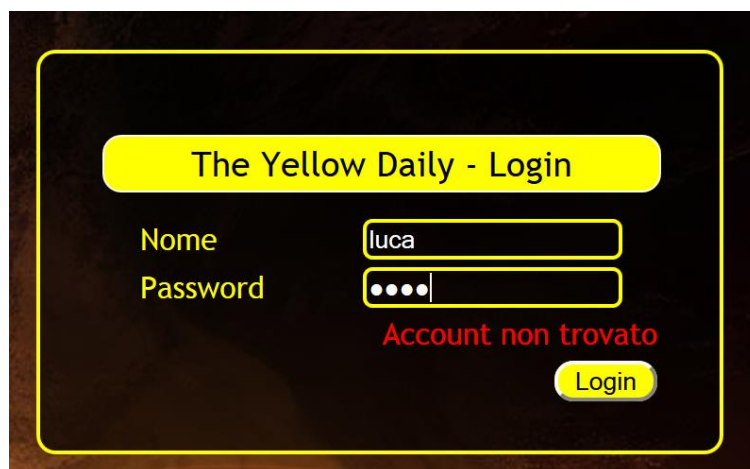 The Yellow Daily - Login
Nome luca
Password ●●●●
Account non trovato
Login